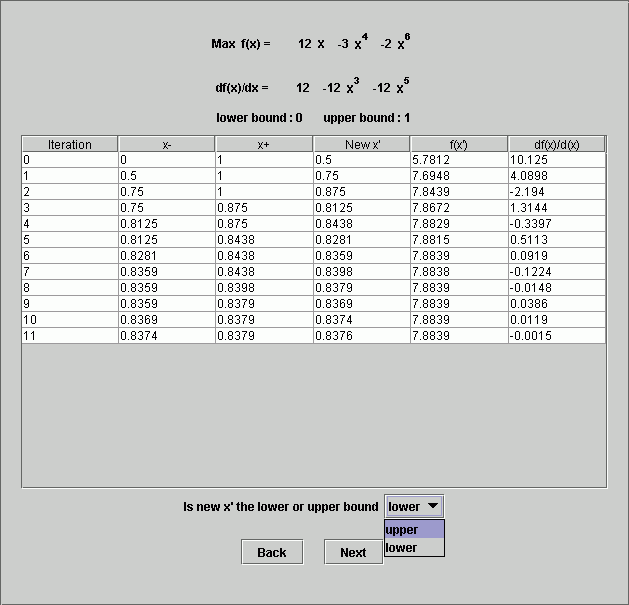 Max f(x) = 12 x -3 x4 -2 x6
df(x)/dx = 12 -12 x3 -12 x5
lower bound : 0 upper bound : 1
Iteration x- x+ New x' f(x') df(x)/d(x)
0 0 1 0.5 5.7812 10.125
1 0.5 1 0.75 7.6948 4.0898
2 0.75 1 0.875 7.8439 -2.194
3 0.75 0.875 0.8125 7.8672 1.3144
4 0.8125 0.875 0.8438 7.8829 -0.3397
5 0.8125 0.8438 0.8281 7.8815 0.5113
6 0.8281 0.8438 0.8359 7.8839 0.0919
7 0.8359 0.8438 0.8398 7.8838 -0.1224
8 0.8359 0.8398 0.8379 7.8839 -0.0148
9 0.8359 0.8379 0.8369 7.8839 0.0386
10 0.8369 0.8379 0.8374 7.8839 0.0119
11 0.8374 0.8379 0.8376 7.8839 -0.0015
Is new x' the lower or upper bound lower
upper
lower
Back Next